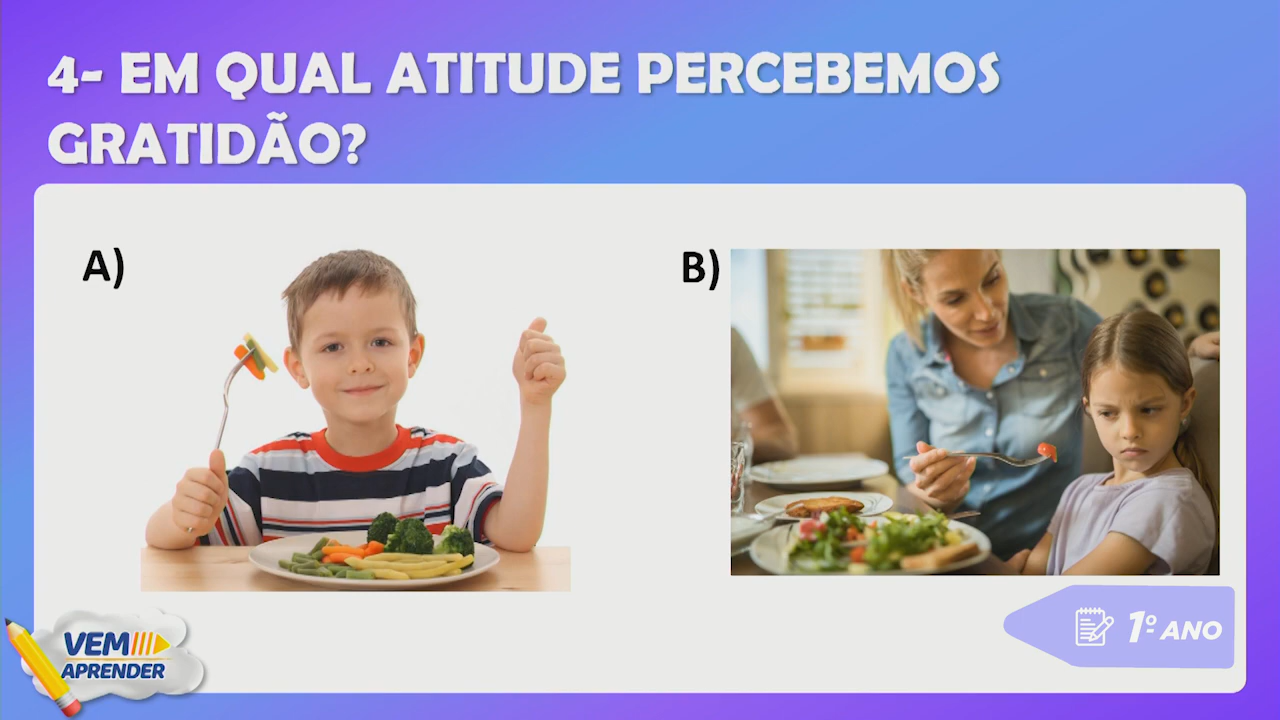 4- EM QUAL ATITUDE PERCEBEMOS
GRATIDÃO?
A)
B)
VEM
APRENDER
1º ANO